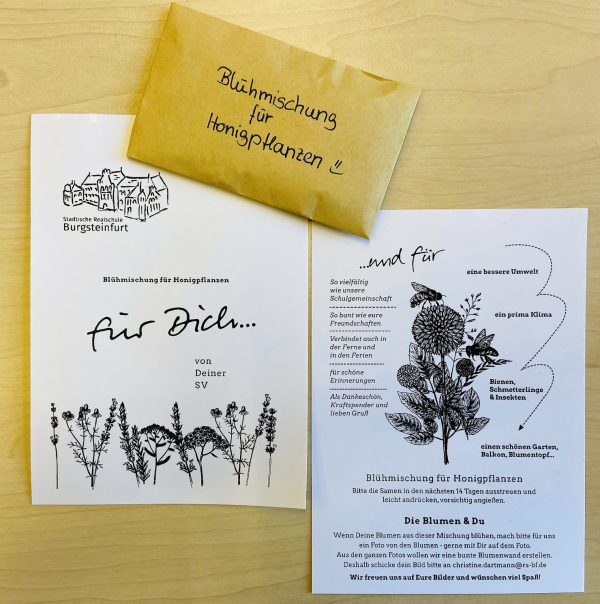 Blühmischung
für
Honigpflanzen
Städtische Realschule
Burgsteinfurt
Blühmischung für Honigpflanzen
für Dich...
von
Deiner
SV
...und für
So vielfältig
wie unsere
Schulgemeinschaft
So bunt wie eure
Freundschaften
Verbindet auch in
der Ferne und
in den Ferien
für schöne
Erinnerungen
Als Dankeschön,
Kraftspender und
lieben Gruß
eine bessere Umwelt
ein prima Klima
Bienen,
Schmetterlinge
& Insekten
einen schönen Garten,
Balkon, Blumentopf...
Blühmischung für Honigpflanzen
Bitte die Samen in den nächsten 14 Tagen ausstreuen und
leicht andrücken, vorsichtig angießen.
Die Blumen & Du
Wenn Deine Blumen aus dieser Mischung blühen, mach bitte für uns
ein Foto von den Blumen - gerne mit Dir auf dem Foto.
Aus den ganzen Fotos wollen wir eine bunte Blumenwand erstellen.
Deshalb schicke dein Bild bitte an christine.dartmann@rs-bf.de
Wir freuen uns auf Eure Bilder und wünschen viel Spaß!